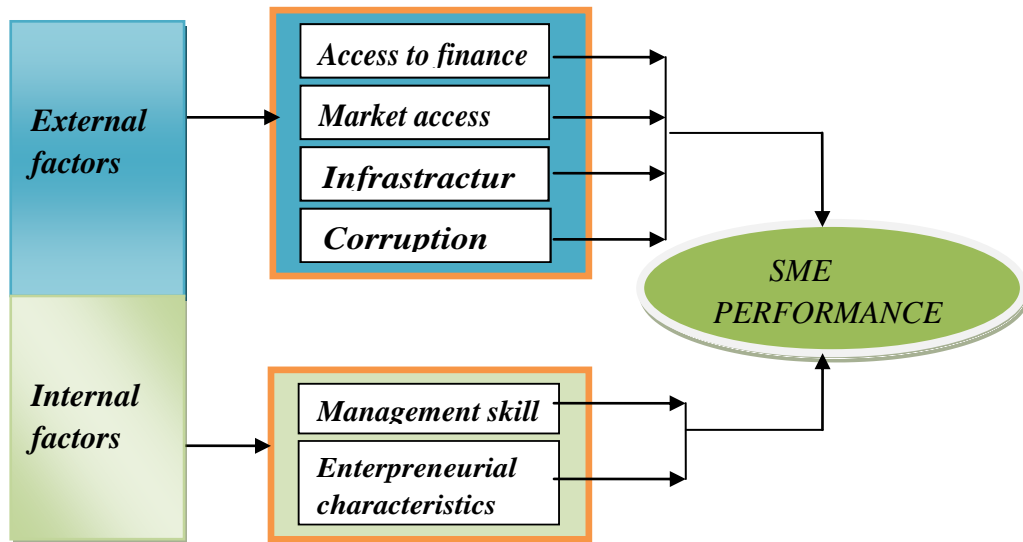 External
factors
Access to finance
Market access
Infrastractur
Corruption
SME
PERFORMANCE
Internal
factors
Management skill
Enterpreneurial
characteristics